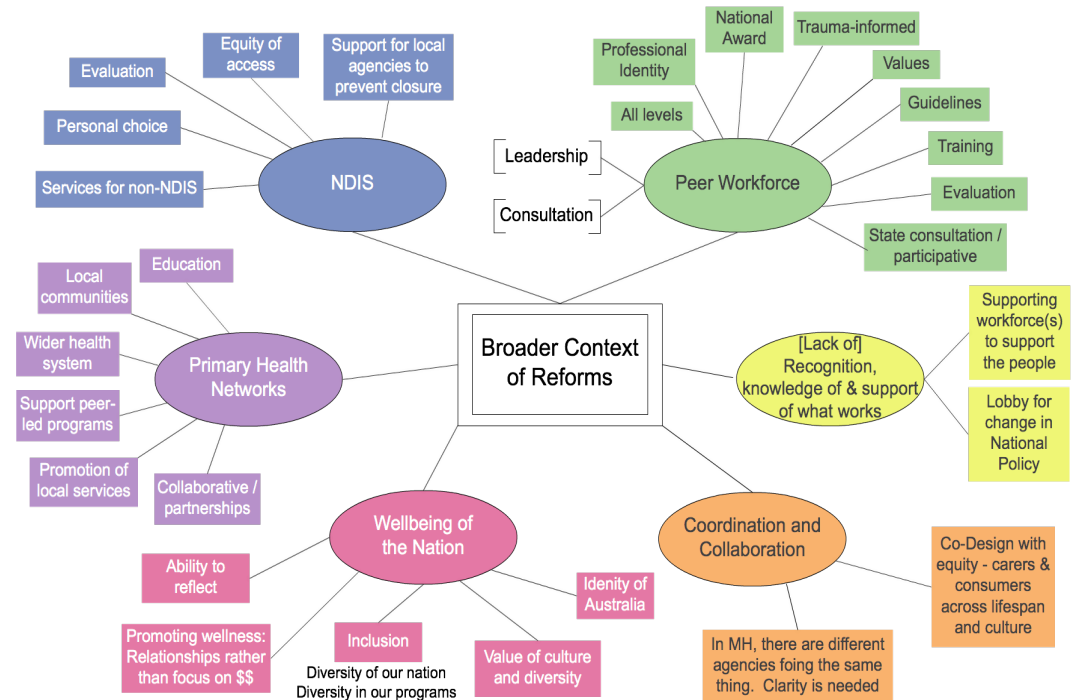 Equity of
access
Support for local
agencies to
prevent closure
Evaluation
Personal choice
Services for non-NDIS
NDIS
National
Award
Trauma-informed
Professional
Identity
Values
All levels
Guidelines
Leadership
Training
Consultation
Peer Workforce
Evaluation
State consultation /
participative
Education
Local
communities
Wider health
system
Primary Health
Networks
Support peer-
led programs
Promotion of
local services
Collaborative /
partnerships
Broader Context
of Reforms
[Lack of]
Recognition,
knowledge of & support
of what works
Supporting
workforce(s)
to support
the people
Lobby for
change in
National
Policy
Wellbeing of
the Nation
Ability to
reflect
Promoting wellness:
Relationships rather
than focus on $$
Inclusion
Diversity of our nation
Diversity in our programs
Value of culture
and diversity
Idenity of
Australia
Coordination and
Collaboration
Co-Design with
equity - carers &
consumers
across lifespan
and culture
In MH, there are different
agencies foing the same
thing.  Clarity is needed